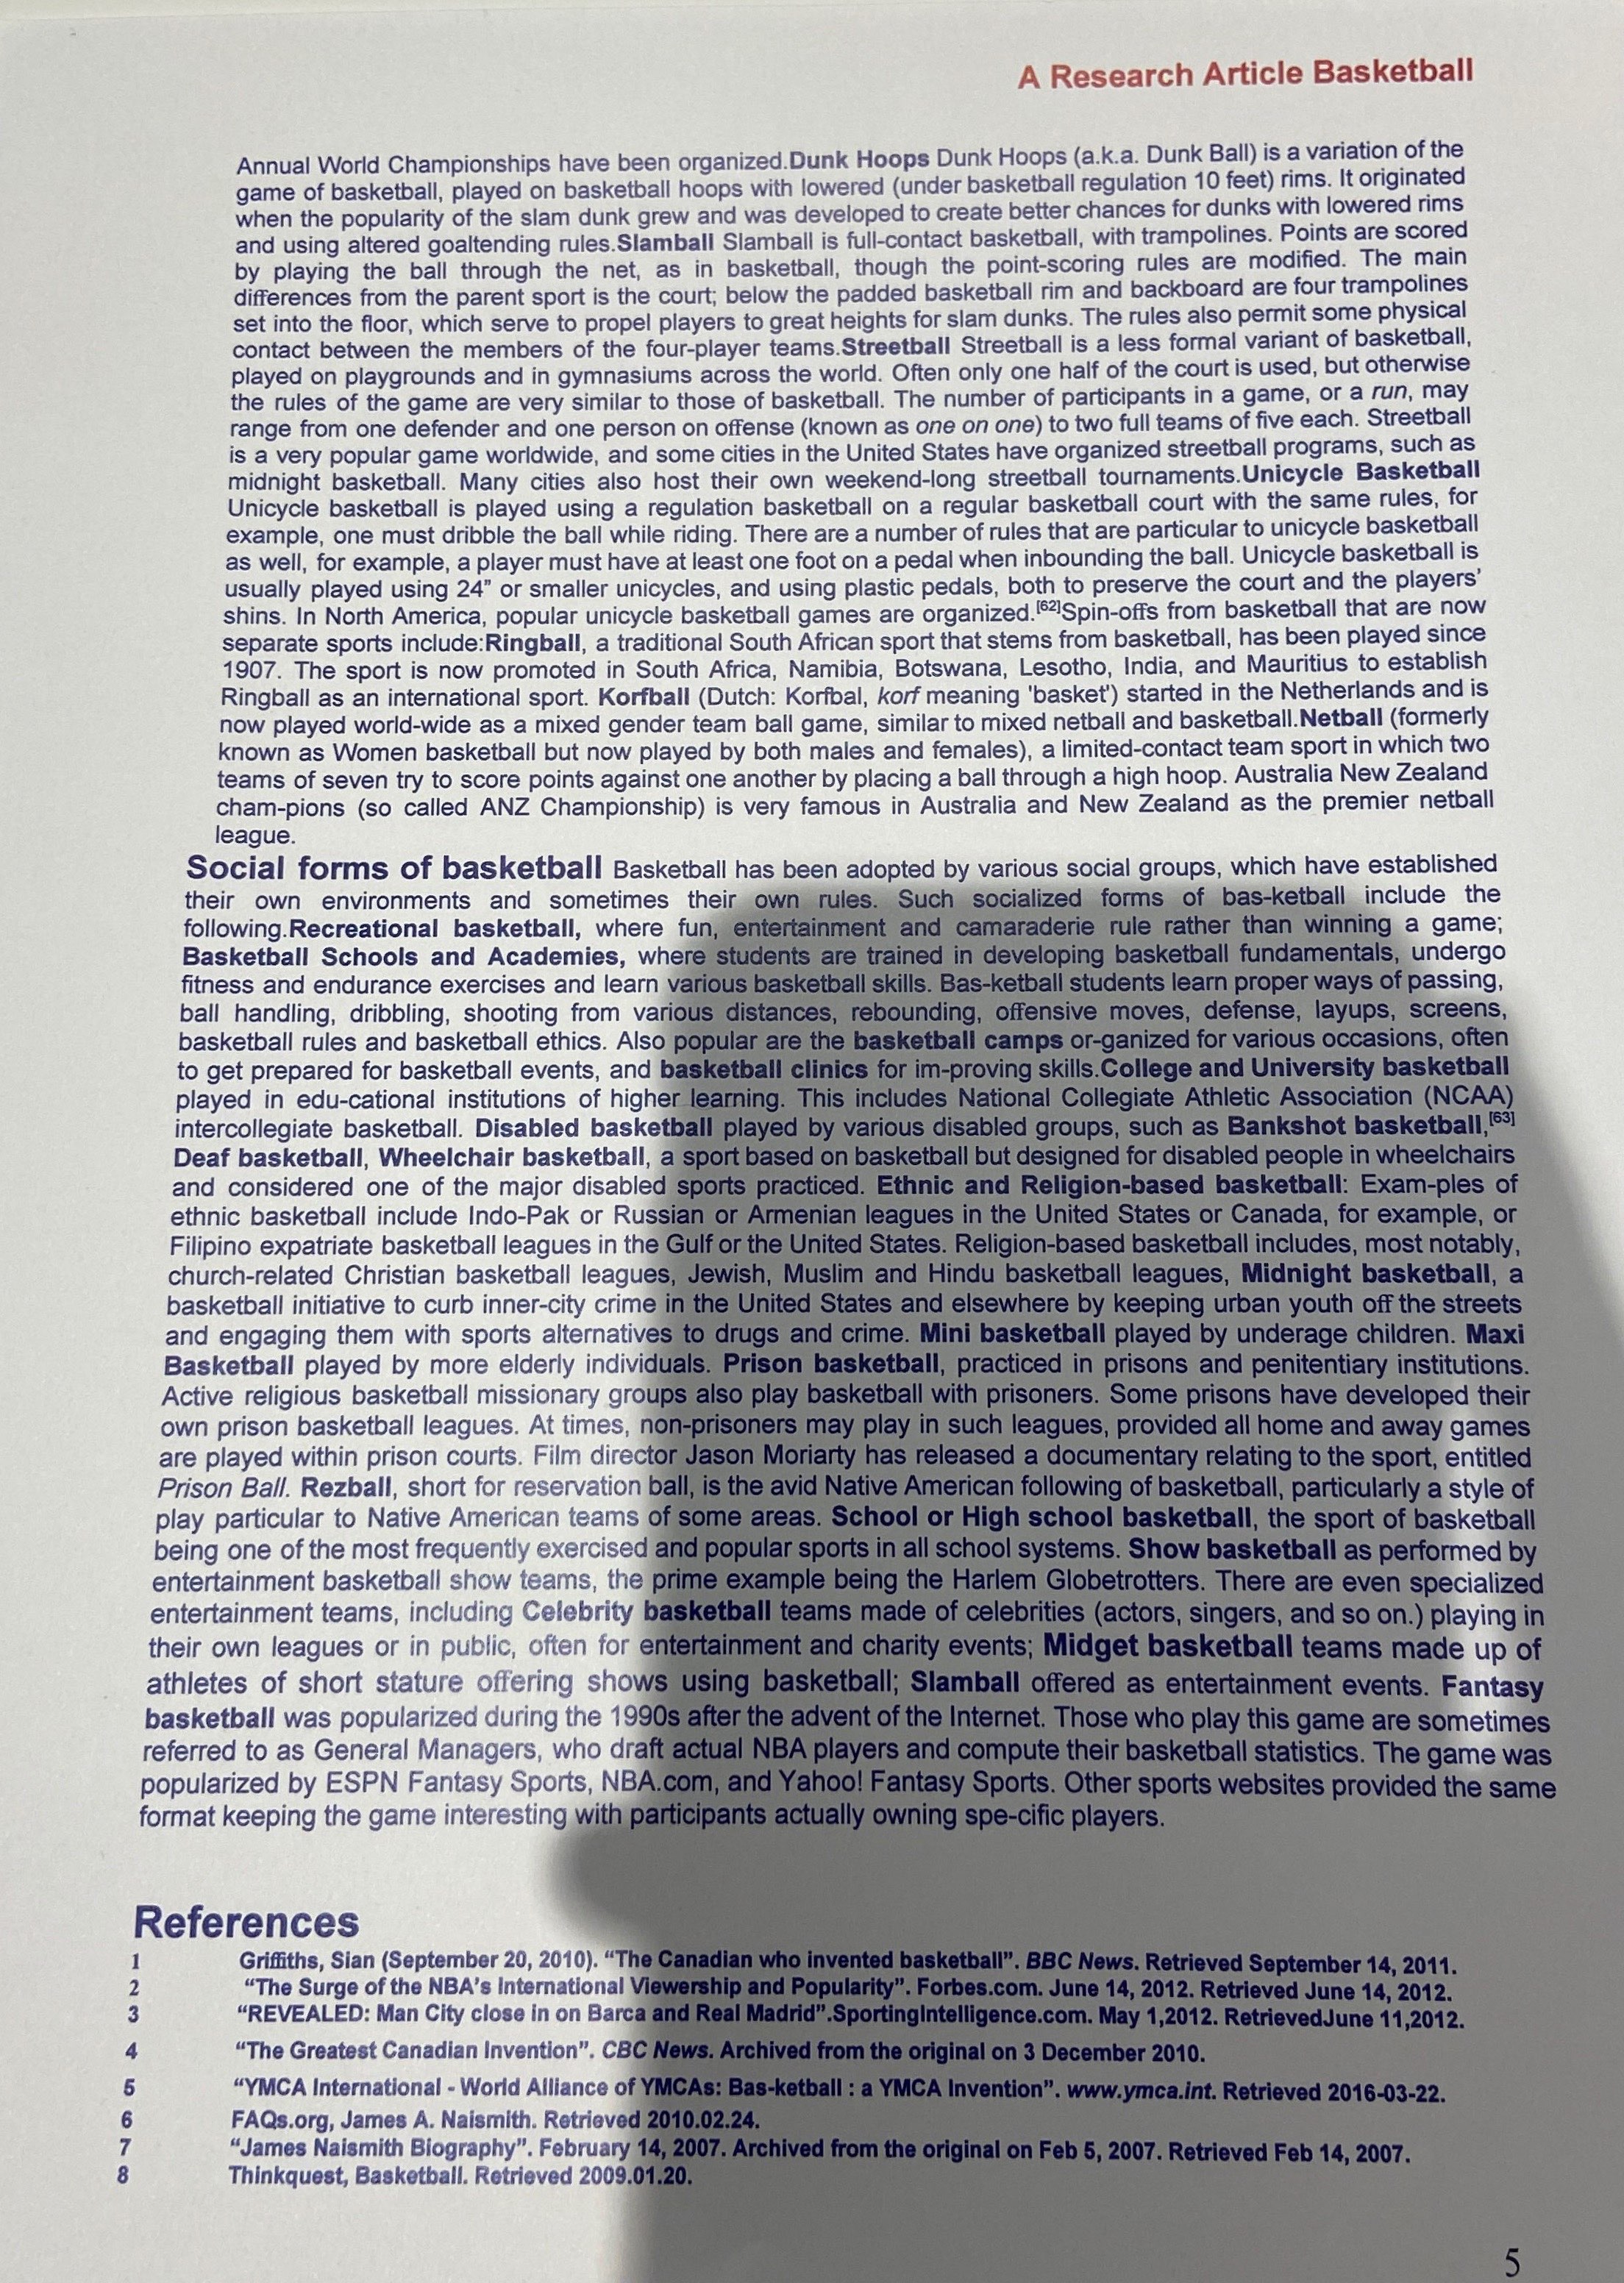 A Research Article Basketball
Annual World Championships have been organized.Dunk Hoops Dunk Hoops (a.k.a. Dunk Ball) is a variation of the
game of basketball, played on basketball hoops with lowered (under basketball regulation 10 feet) rims. It originated
when the popularity of the slam dunk grew and was developed to create better chances for dunks with lowered rims
and using altered goaltending rules.Slamball Slamball is full-contact basketball, with trampolines. Points are scored
by playing the ball through the net, as in basketball, though the point-scoring rules are modified. The main
differences from the parent sport is the court; below the padded basketball rim and backboard are four trampolines
set into the floor, which serve to propel players to great heights for slam dunks. The rules also permit some physical
contact between the members of the four-player teams.Streetball Streetball is a less formal variant of basketball,
played on playgrounds and in gymnasiums across the world. Often only one half of the court is used, but otherwise
the rules of the game are very similar to those of basketball. The number of participants in a game, or a run, may
range from one defender and one person on offense (known as one on one) to two full teams of five each. Streetball
is a very popular game worldwide, and some cities in the United States have organized streetball programs, such as
midnight basketball. Many cities also host their own weekend-long streetball tournaments.Unicycle Basketball
Unicycle basketball is played using a regulation basketball on a regular basketball court with the same rules, for
example, one must dribble the ball while riding. There are a number of rules that are particular to unicycle basketball
as well, for example, a player must have at least one foot on a pedal when inbounding the ball. Unicycle basketball is
usually played using 24” or smaller unicycles, and using plastic pedals, both to preserve the court and the players’
shins. In North America, popular unicycle basketball games are organized.[62]Spin-offs from basketball that are now
separate sports include:Ringball, a traditional South African sport that stems from basketball, has been played since
1907. The sport is now promoted in South Africa, Namibia, Botswana, Lesotho, India, and Mauritius to establish
Ringball as an international sport. Korfball (Dutch: Korfbal, korf meaning 'basket') started in the Netherlands and is
now played world-wide as a mixed gender team ball game, similar to mixed netball and basketball.Netball (formerly
known as Women basketball but now played by both males and females), a limited-contact team sport in which two
teams of seven try to score points against one another by placing a ball through a high hoop. Australia New Zealand
cham-pions (so called ANZ Championship) is very famous in Australia and New Zealand as the premier netball
league.
Social forms of basketball Basketball has been adopted by various social groups, which have established
their own environments and sometimes their own rules. Such socialized forms of bas-ketball include the
following.Recreational basketball, where fun, entertainment and camaraderie rule rather than winning a game;
Basketball Schools and Academies, where students are trained in developing basketball fundamentals, undergo
fitness and endurance exercises and learn various basketball skills. Bas-ketball students learn proper ways of passing,
ball handling, dribbling, shooting from various distances, rebounding, offensive moves, defense, layups, screens,
basketball rules and basketball ethics. Also popular are the basketball camps or-ganized for various occasions, often
to get prepared for basketball events, and basketball clinics for im-proving skills.College and University basketball
played in edu-cational institutions of higher learning. This includes National Collegiate Athletic Association (NCAA)
intercollegiate basketball. Disabled basketball played by various disabled groups, such as Bankshot basketball,[63]
Deaf basketball, Wheelchair basketball, a sport based on basketball but designed for disabled people in wheelchairs
and considered one of the major disabled sports practiced. Ethnic and Religion-based basketball: Exam-ples of
ethnic basketball include Indo-Pak or Russian or Armenian leagues in the United States or Canada, for example, or
Filipino expatriate basketball leagues in the Gulf or the United States. Religion-based basketball includes, most notably,
church-related Christian basketball leagues, Jewish, Muslim and Hindu basketball leagues, Midnight basketball, a
basketball initiative to curb inner-city crime in the United States and elsewhere by keeping urban youth off the streets
and engaging them with sports alternatives to drugs and crime. Mini basketball played by underage children. Maxi
Basketball played by more elderly individuals. Prison basketball, practiced in prisons and penitentiary institutions.
Active religious basketball missionary groups also play basketball with prisoners. Some prisons have developed their
own prison basketball leagues. At times, non-prisoners may play in such leagues, provided all home and away games
are played within prison courts. Film director Jason Moriarty has released a documentary relating to the sport, entitled
Prison Ball. Rezball, short for reservation ball, is the avid Native American following of basketball, particularly a style of
play particular to Native American teams of some areas. School or High school basketball, the sport of basketball
being one of the most frequently exercised and popular sports in all school systems. Show basketball as performed by
entertainment basketball show teams, the prime example being the Harlem Globetrotters. There are even specialized
entertainment teams, including Celebrity basketball teams made of celebrities (actors, singers, and so on.) playing in
their own leagues or in public, often for entertainment and charity events; Midget basketball teams made up of
athletes of short stature offering shows using basketball; Slamball offered as entertainment events. Fantasy
basketball was popularized during the 1990s after the advent of the Internet. Those who play this game are sometimes
referred to as General Managers, who draft actual NBA players and compute their basketball statistics. The game was
popularized by ESPN Fantasy Sports, NBA.com, and Yahoo! Fantasy Sports. Other sports websites provided the same
format keeping the game interesting with participants actually owning spe-cific players.
References
1 Griffiths, Sian (September 20, 2010). “The Canadian who invented basketball”. BBC News. Retrieved September 14, 2011.
2 “The Surge of the NBA’s International Viewership and Popularity”. Forbes.com. June 14, 2012. Retrieved June 14, 2012.
3 “REVEALED: Man City close in on Barca and Real Madrid”.SportingIntelligence.com. May 1,2012. RetrievedJune 11,2012.
4 “The Greatest Canadian Invention”. CBC News. Archived from the original on 3 December 2010.
5 “YMCA International - World Alliance of YMCAs: Bas-ketball : a YMCA Invention”. www.ymca.int. Retrieved 2016-03-22.
6 FAQs.org, James A. Naismith. Retrieved 2010.02.24.
7 “James Naismith Biography”. February 14, 2007. Archived from the original on Feb 5, 2007. Retrieved Feb 14, 2007.
8 Thinkquest, Basketball. Retrieved 2009.01.20.
5